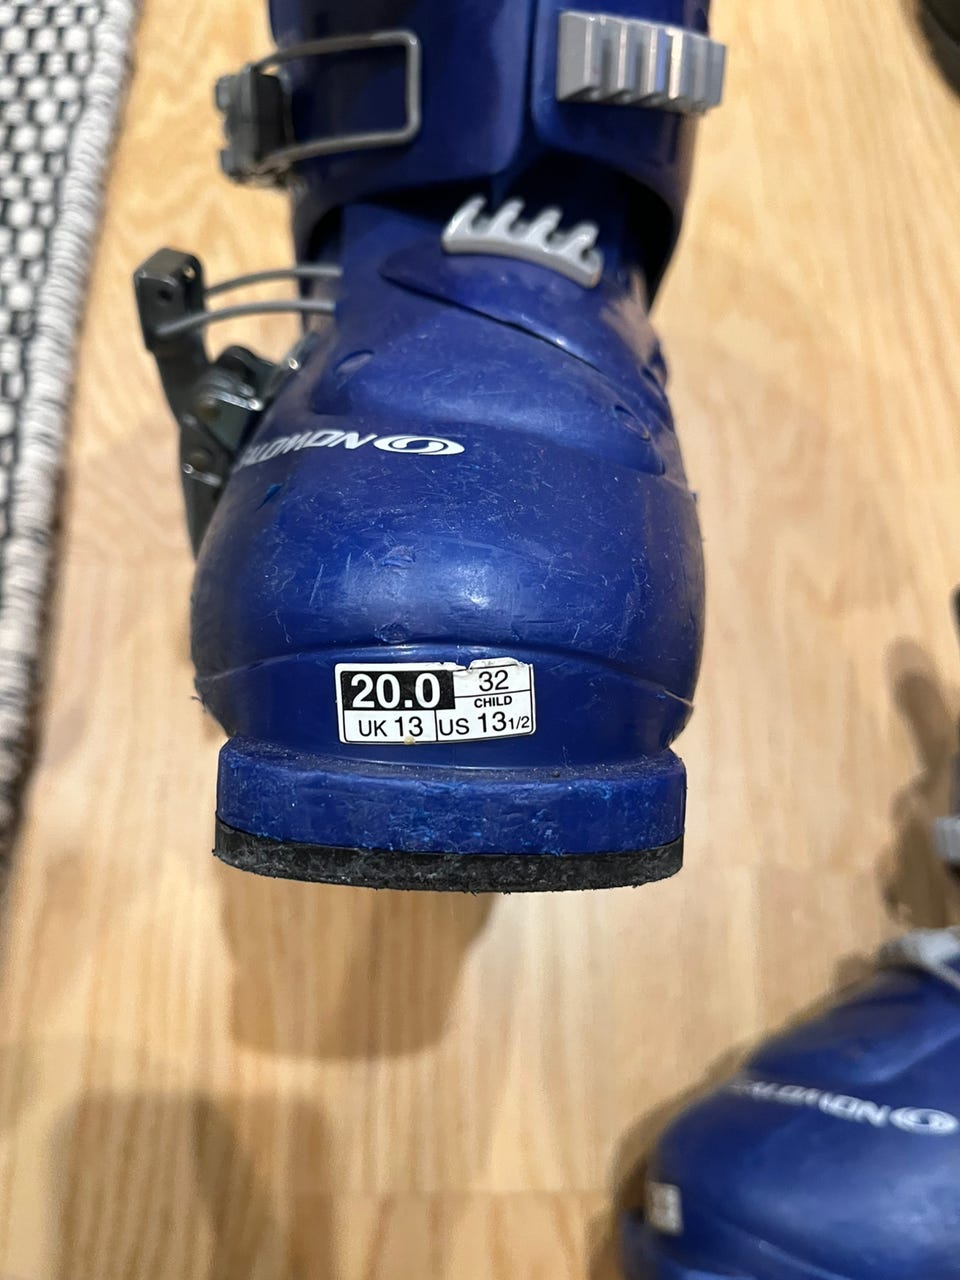 SALOMON
20.0
32
CHILD
UK 13
US 13 1/2
SALOMON